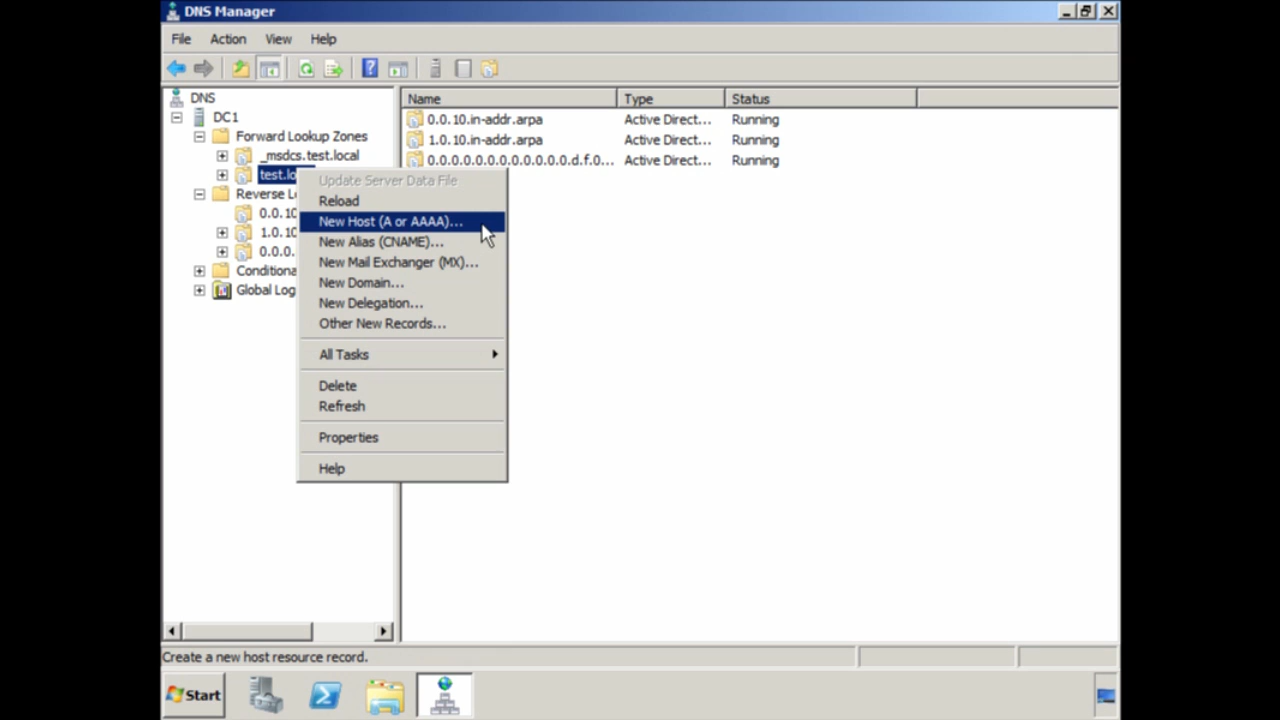 DNS Manager
File Action View Help
DNS
DC1
Forward Lookup Zones
_msdcs.test.local
test.lo
Reverse L
0.0.10
1.0.10
0.0.0.
Conditiona
Global Log
Name Type Status
0.0.10.in-addr.arpa Active Direct... Running
1.0.10.in-addr.arpa Active Direct... Running
0.0.0.0.0.0.0.0.0.0.0.0.0.d.f.0... Active Direct... Running
Update Server Data File
Reload
New Host (A or AAAA)...
New Alias (CNAME)...
New Mail Exchanger (MX)...
New Domain...
New Delegation...
Other New Records...
All Tasks
Delete
Refresh
Properties
Help
Create a new host resource record.
Start